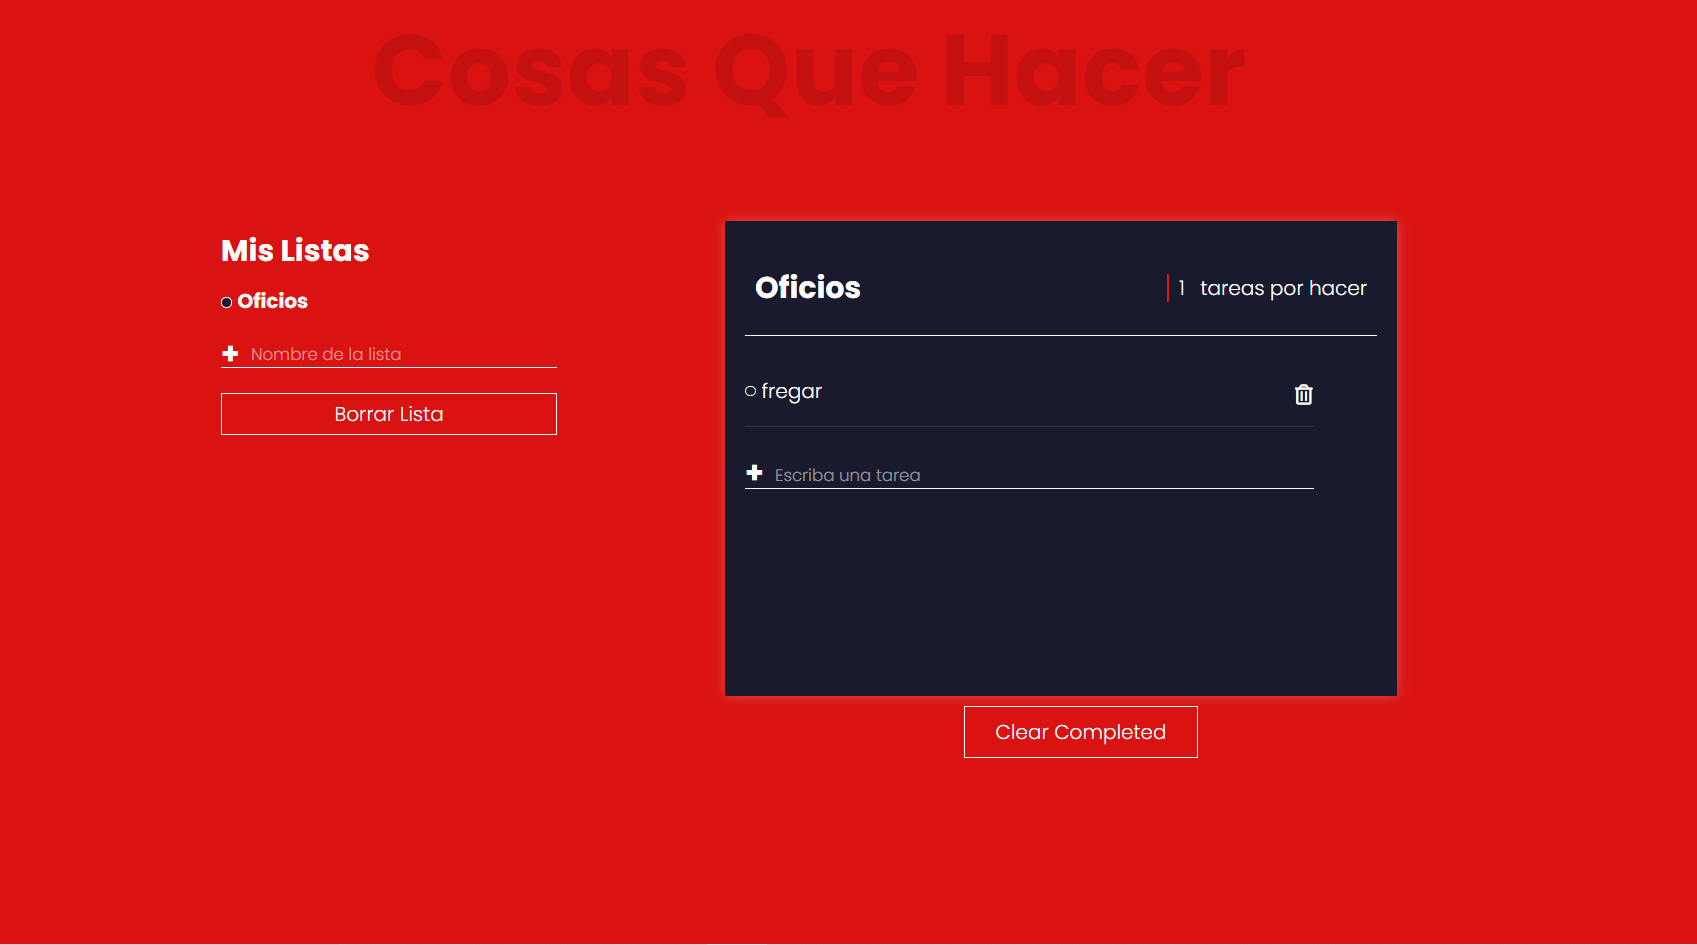 Cosas Que Hacer
Mis Listas
Oficios
Nombre de la lista
Borrar Lista
Oficios
1 tareas por hacer
fregar
Escriba una tarea
Clear Completed